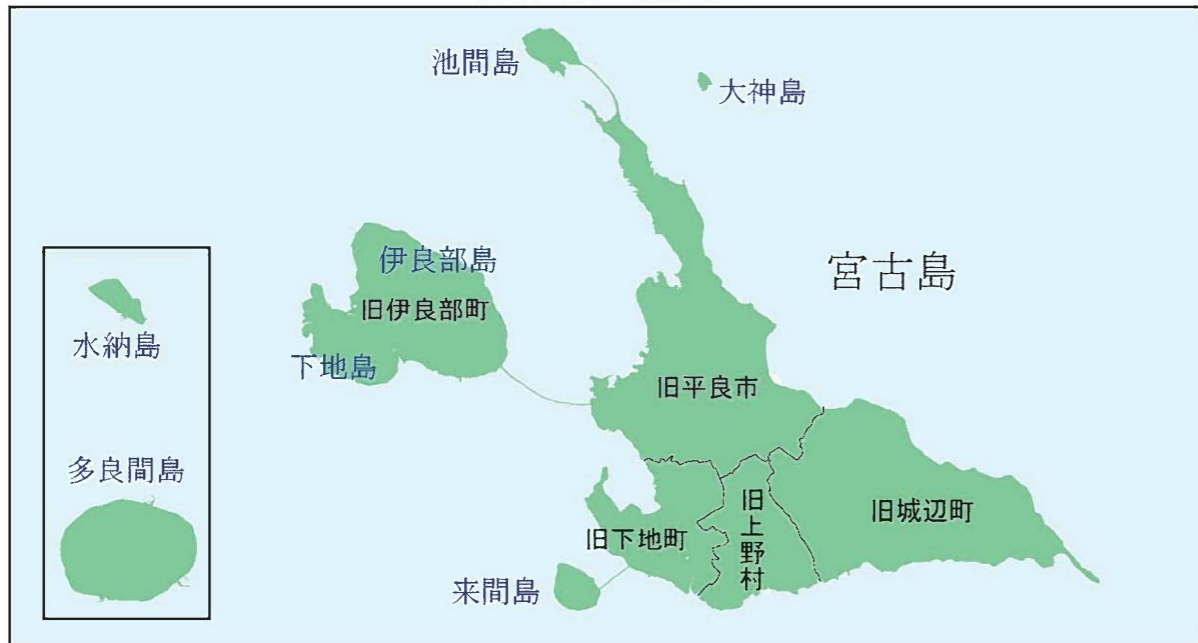 池間島
大神島
宮古島
伊良部島
旧伊良部町
下地島
水納島
多良間島
旧平良市
旧城辺町
旧上野村
旧下地町
来間島